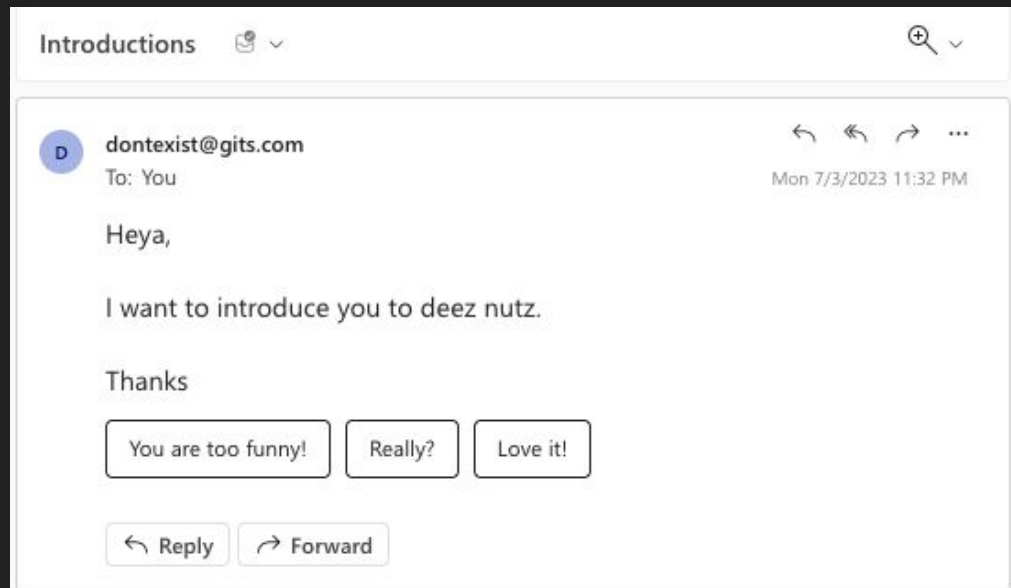 Introductions
D
dontexist@gits.com
To: You
Mon 7/3/2023 11:32 PM
Heya,
I want to introduce you to deez nutz.
Thanks
You are too funny! Really? Love it!
Reply Forward